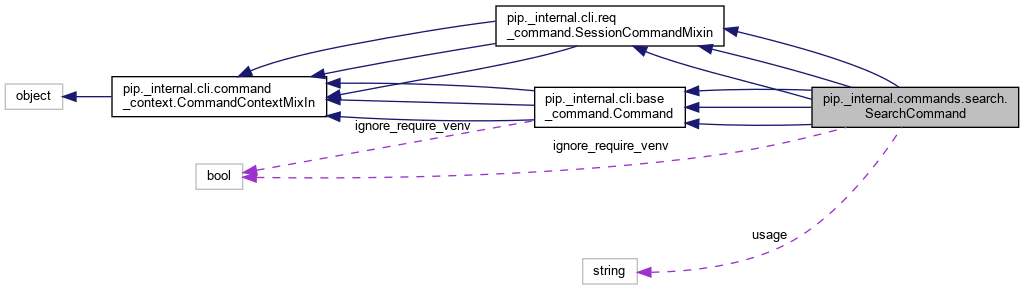 pip._internal.cli.req
_command.SessionCommandMixin
pip._internal.cli.command
_context.CommandContextMixIn
object
pip._internal.cli.base
_command.Command
pip._internal.commands.search.
SearchCommand
ignore_require_venv
ignore_require_venv
bool
usage
string